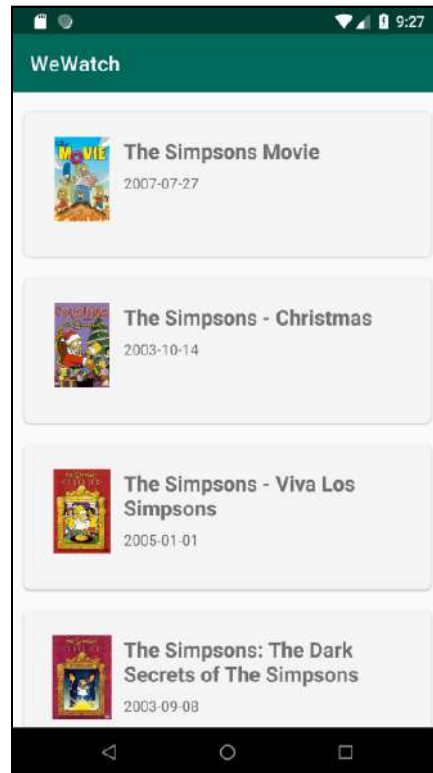 9:27
WeWatch
MOVIE
The Simpsons Movie
2007-07-27
The Simpsons - Christmas
2003-10-14
The Simpsons - Viva Los
Simpsons
2005-01-01
The Simpsons: The Dark
Secrets of The Simpsons
2003-09-08